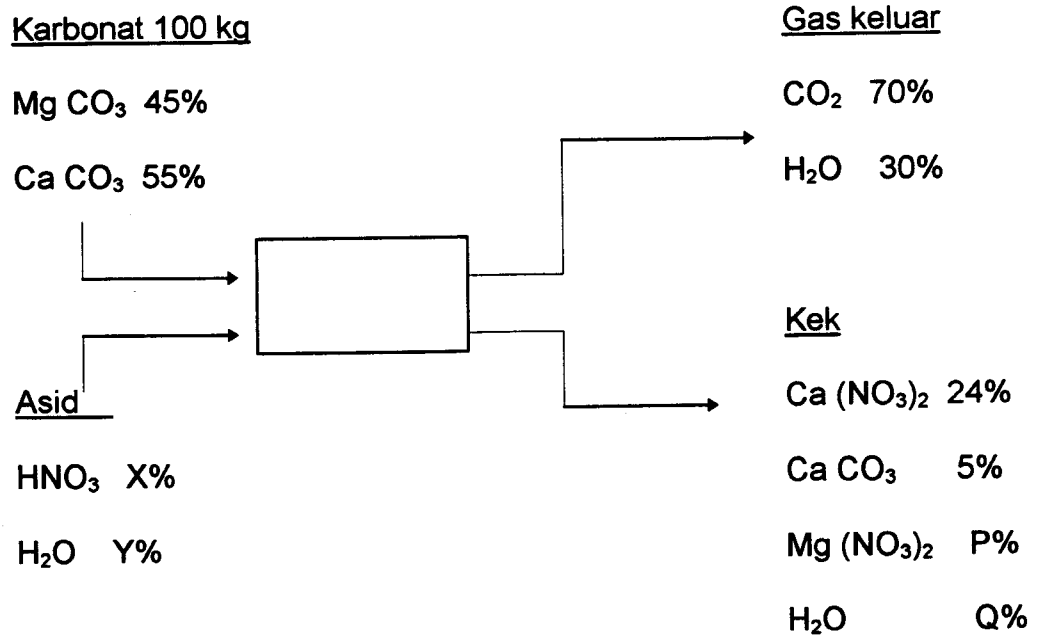 Karbonat 100 kg
Mg CO₃ 45%
Ca CO₃ 55%
Asid
HNO₃ X%
H₂O Y%
Gas keluar
CO₂ 70%
H₂O 30%
Kek
Ca (NO₃)₂ 24%
Ca CO₃ 5%
Mg (NO₃)₂ P%
H₂O Q%